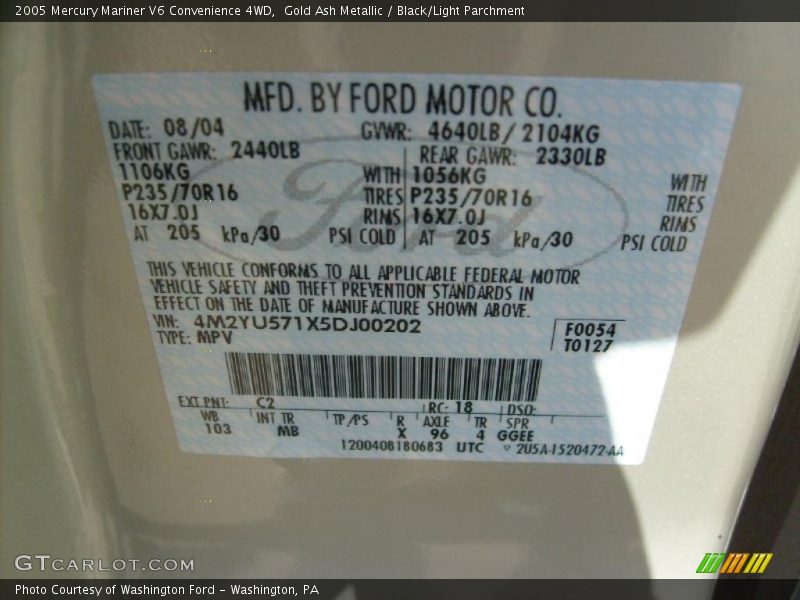 2005 Mercury Mariner V6 Convenience 4WD,  Gold Ash Metallic / Black/Light Parchment
MFD. BY FORD MOTOR CO.
DATE: 08/04 GVWR: 4640LB/ 2104KG
FRONT GAWR: 2440LB REAR GAWR: 2330LB
1106KG WITH 1056KG WITH
P235/70R16 TIRES P235/70R16 TIRES
16X7.0J RIMS 16X7.0J RIMS
AT 205 kPa/30 PSI COLD AT 205 kPa/30 PSI COLD
THIS VEHICLE CONFORMS TO ALL APPLICABLE FEDERAL MOTOR
VEHICLE SAFETY AND THEFT PREVENTION STANDARDS IN
EFFECT ON THE DATE OF MANUFACTURE SHOWN ABOVE.
VIN: 4M2YU571X5DJ00202 F0054
TYPE: MPV T0127
EXT PNT: C2 RC: 18 DSO:
WB INT TR TP/PS R AXLE TR SPR
103 MB X 96 4 GGEE
1200408180683 UTC 2U5A-1520472-AA
Ford
GTCARLOT.COM
Photo Courtesy of Washington Ford - Washington, PA